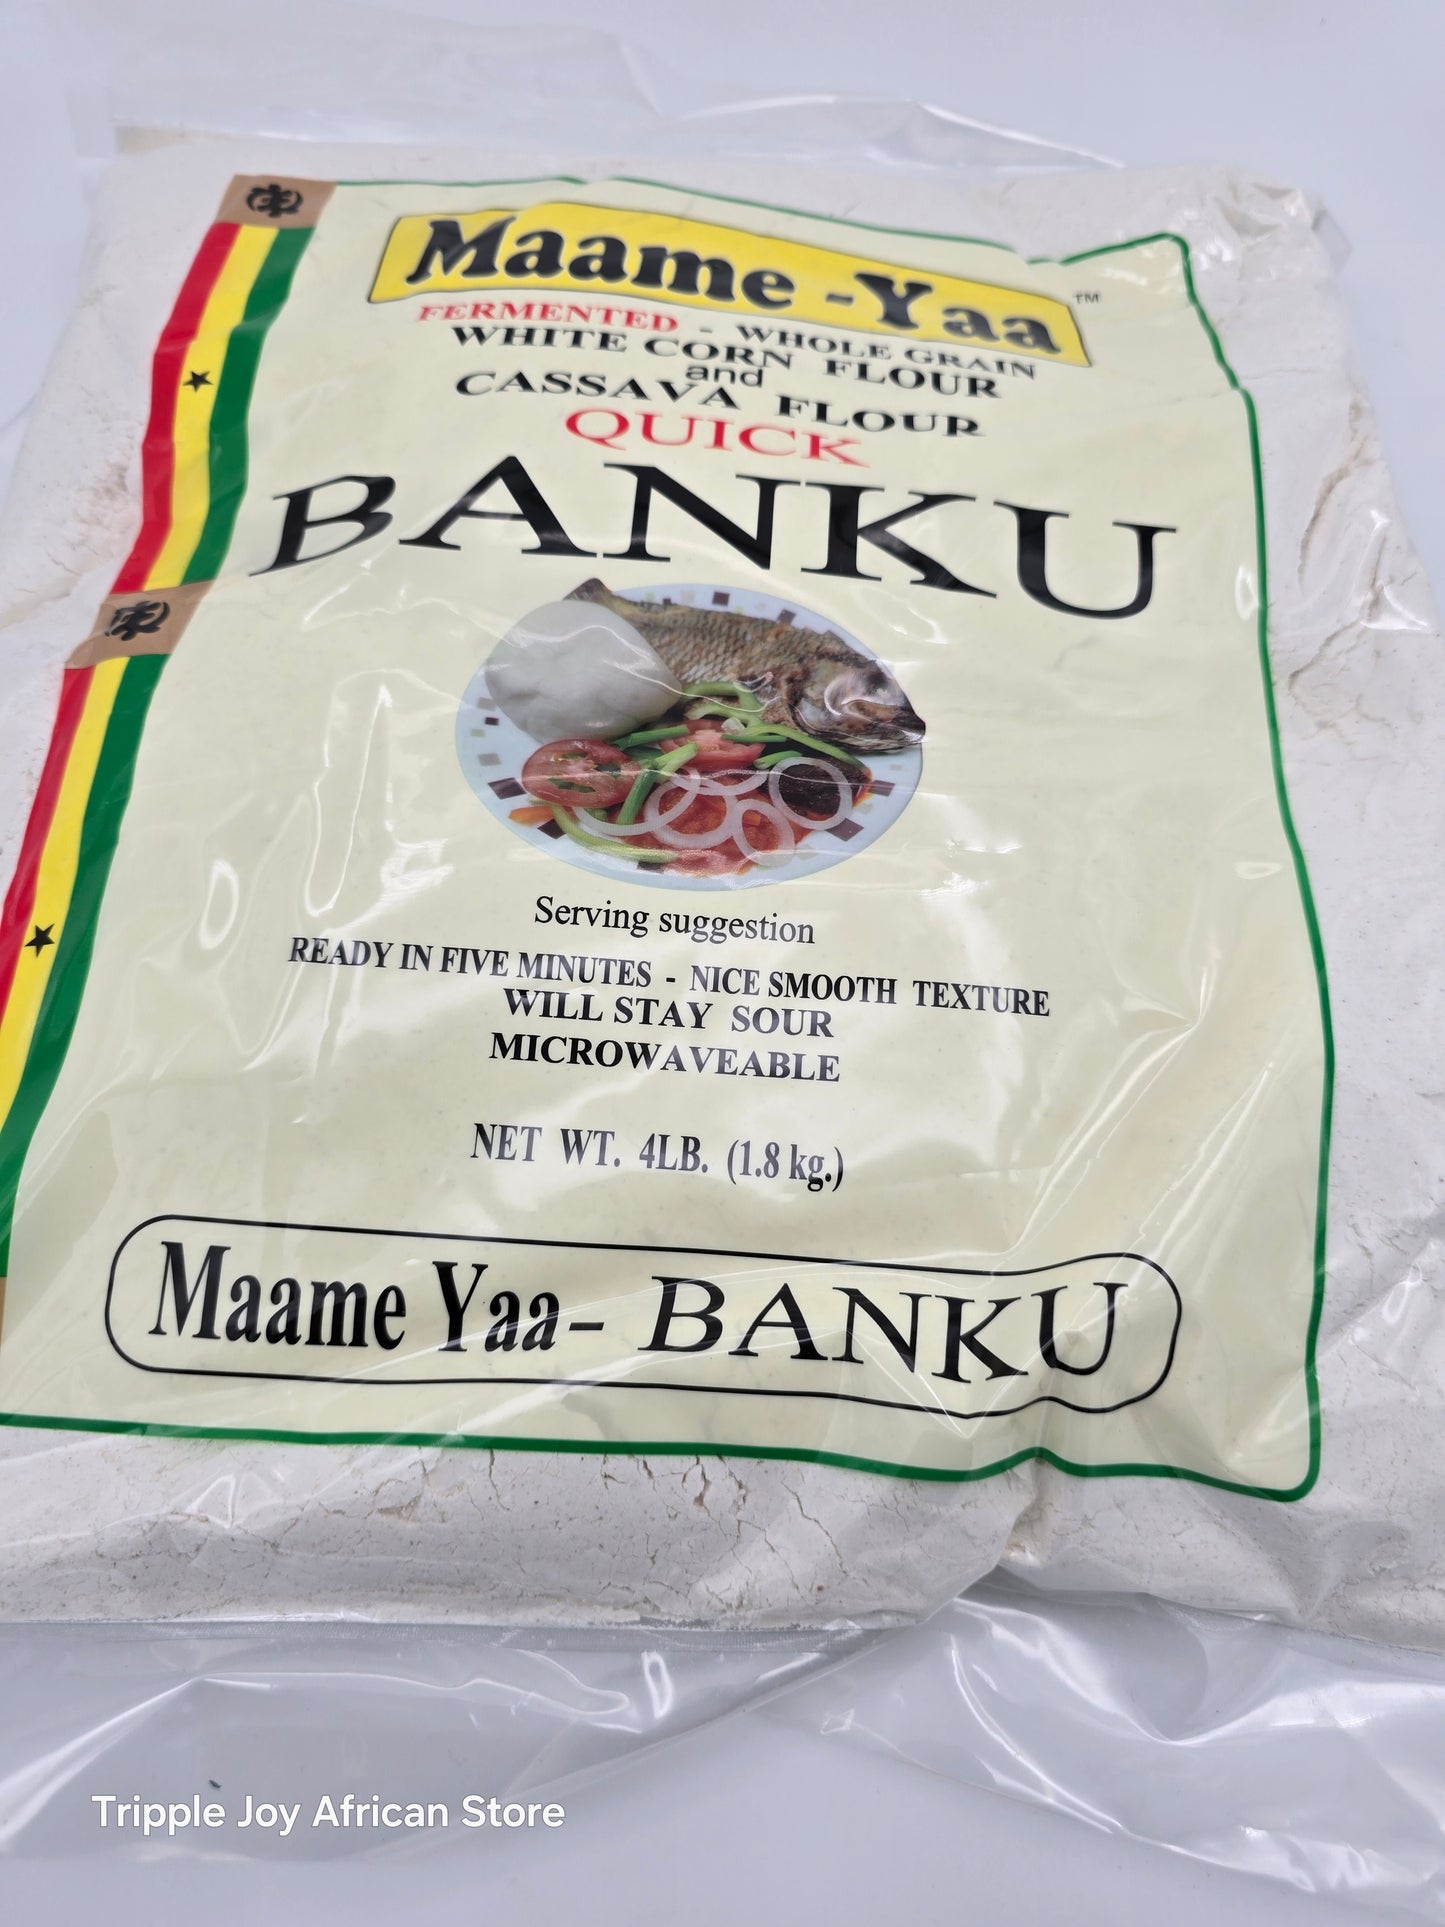 Maame - Yaa ™
FERMENTED - WHOLE GRAIN
WHITE CORN FLOUR
and
CASSAVA FLOUR
QUICK
BANKU
Serving suggestion
READY IN FIVE MINUTES - NICE SMOOTH TEXTURE
WILL STAY SOUR
MICROWAVEABLE
NET WT. 4LB. (1.8 kg.)
Maame Yaa - BANKU
Tripple Joy African Store